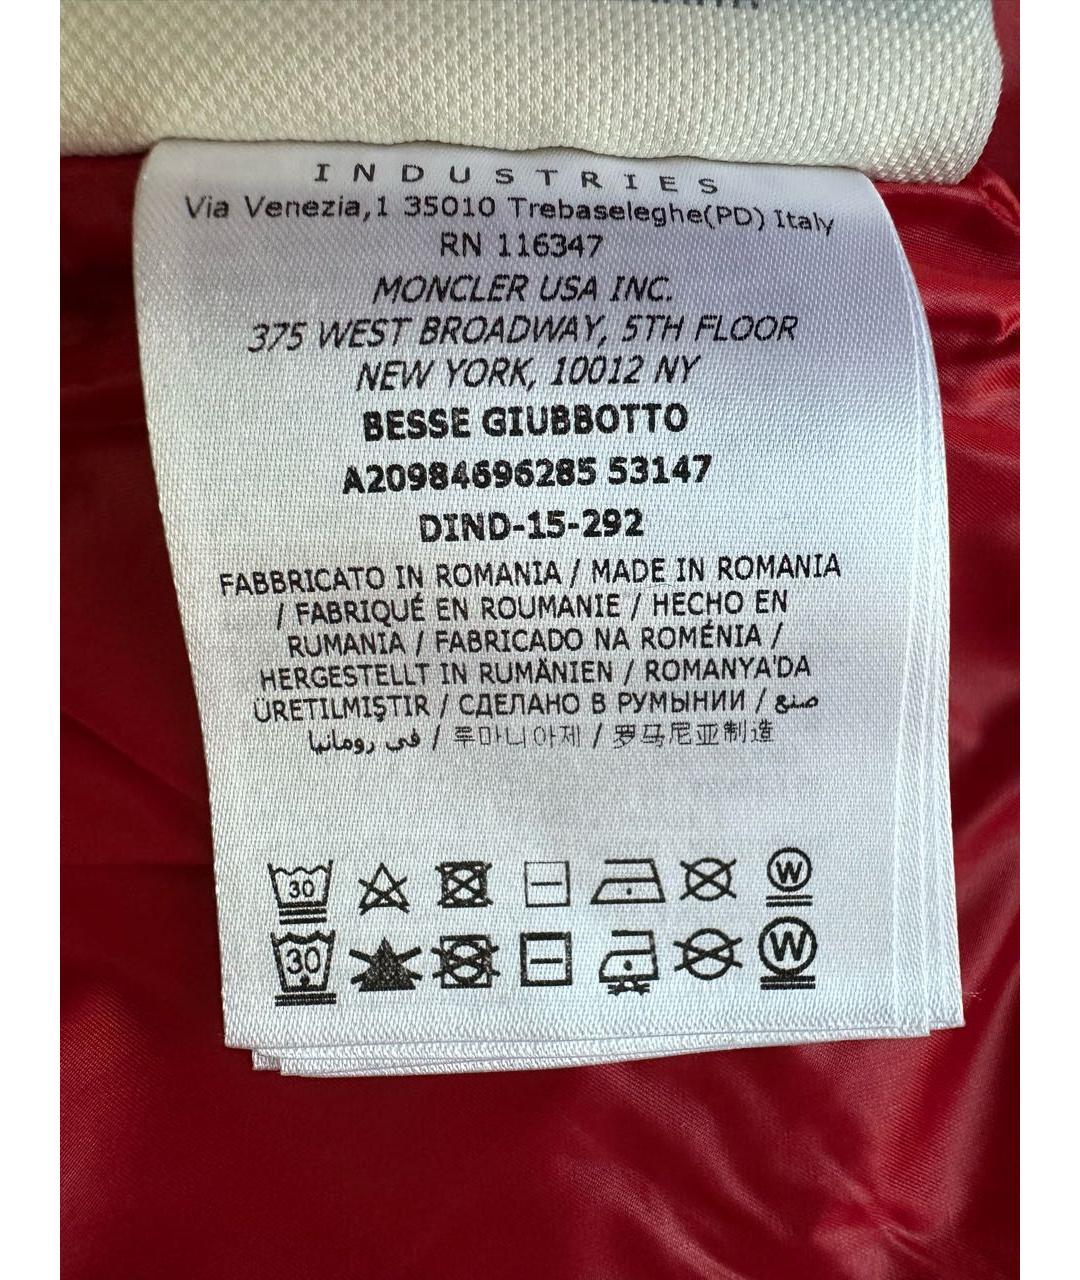 INDUSTRIES
Via Venezia,1 35010 Trebaseleghe(PD) Italy
RN 116347
MONCLER USA INC.
375 WEST BROADWAY, 5TH FLOOR
NEW YORK, 10012 NY
BESSE GIUBBOTTO
A20984696285 53147
DIND-15-292
FABBRICATO IN ROMANIA / MADE IN ROMANIA
/ FABRIQUÉ EN ROUMANIE / HECHO EN
RUMANIA / FABRICADO NA ROMÉNIA /
HERGESTELLT IN RUMÄNIEN / ROMANYA'DA
ÜRETILMIŞTIR / СДЕЛАНО В РУМЫНИИ / صنع
في رومانيا / 루마니아제 / 罗马尼亚制造
30 W
30 W